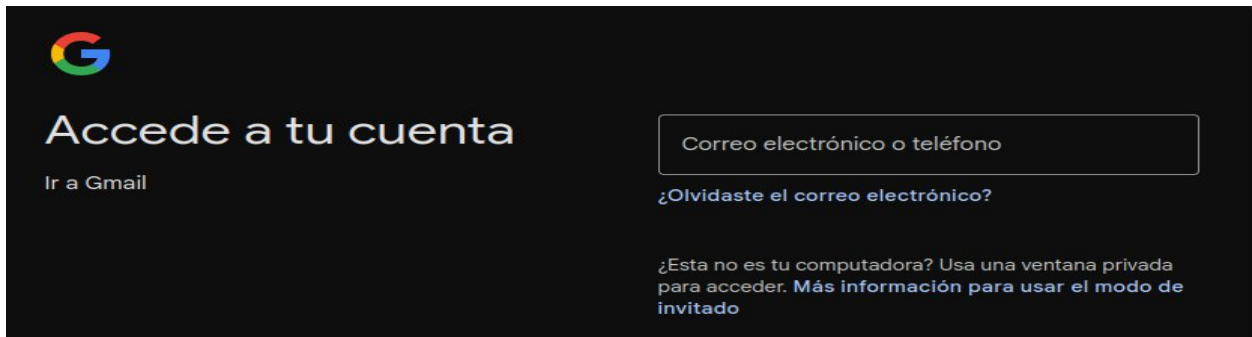 Accede a tu cuenta
Ir a Gmail
Correo electrónico o teléfono
¿Olvidaste el correo electrónico?
¿Esta no es tu computadora? Usa una ventana privada
para acceder. Más información para usar el modo de
invitado